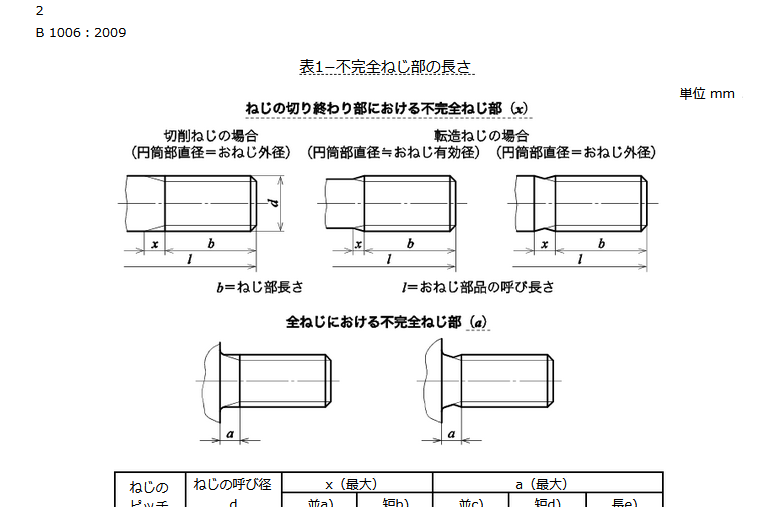 2
B 1006：2009
表1−不完全ねじ部の長さ
単位 mm
ねじの切り終わり部における不完全ねじ部（x）
切削ねじの場合
（円筒部直径＝おねじ外径）
転造ねじの場合
（円筒部直径≒おねじ有効径）（円筒部直径＝おねじ外径）
d
x b
l
x b
l
x b
l
b＝ねじ部長さ
l＝おねじ部品の呼び長さ
全ねじにおける不完全ねじ部（a）
a
a
ねじの
ピッチ
ねじの呼び径
d
x（最大）
a（最大）
並a) 短b) 並c) 短d) 長e)